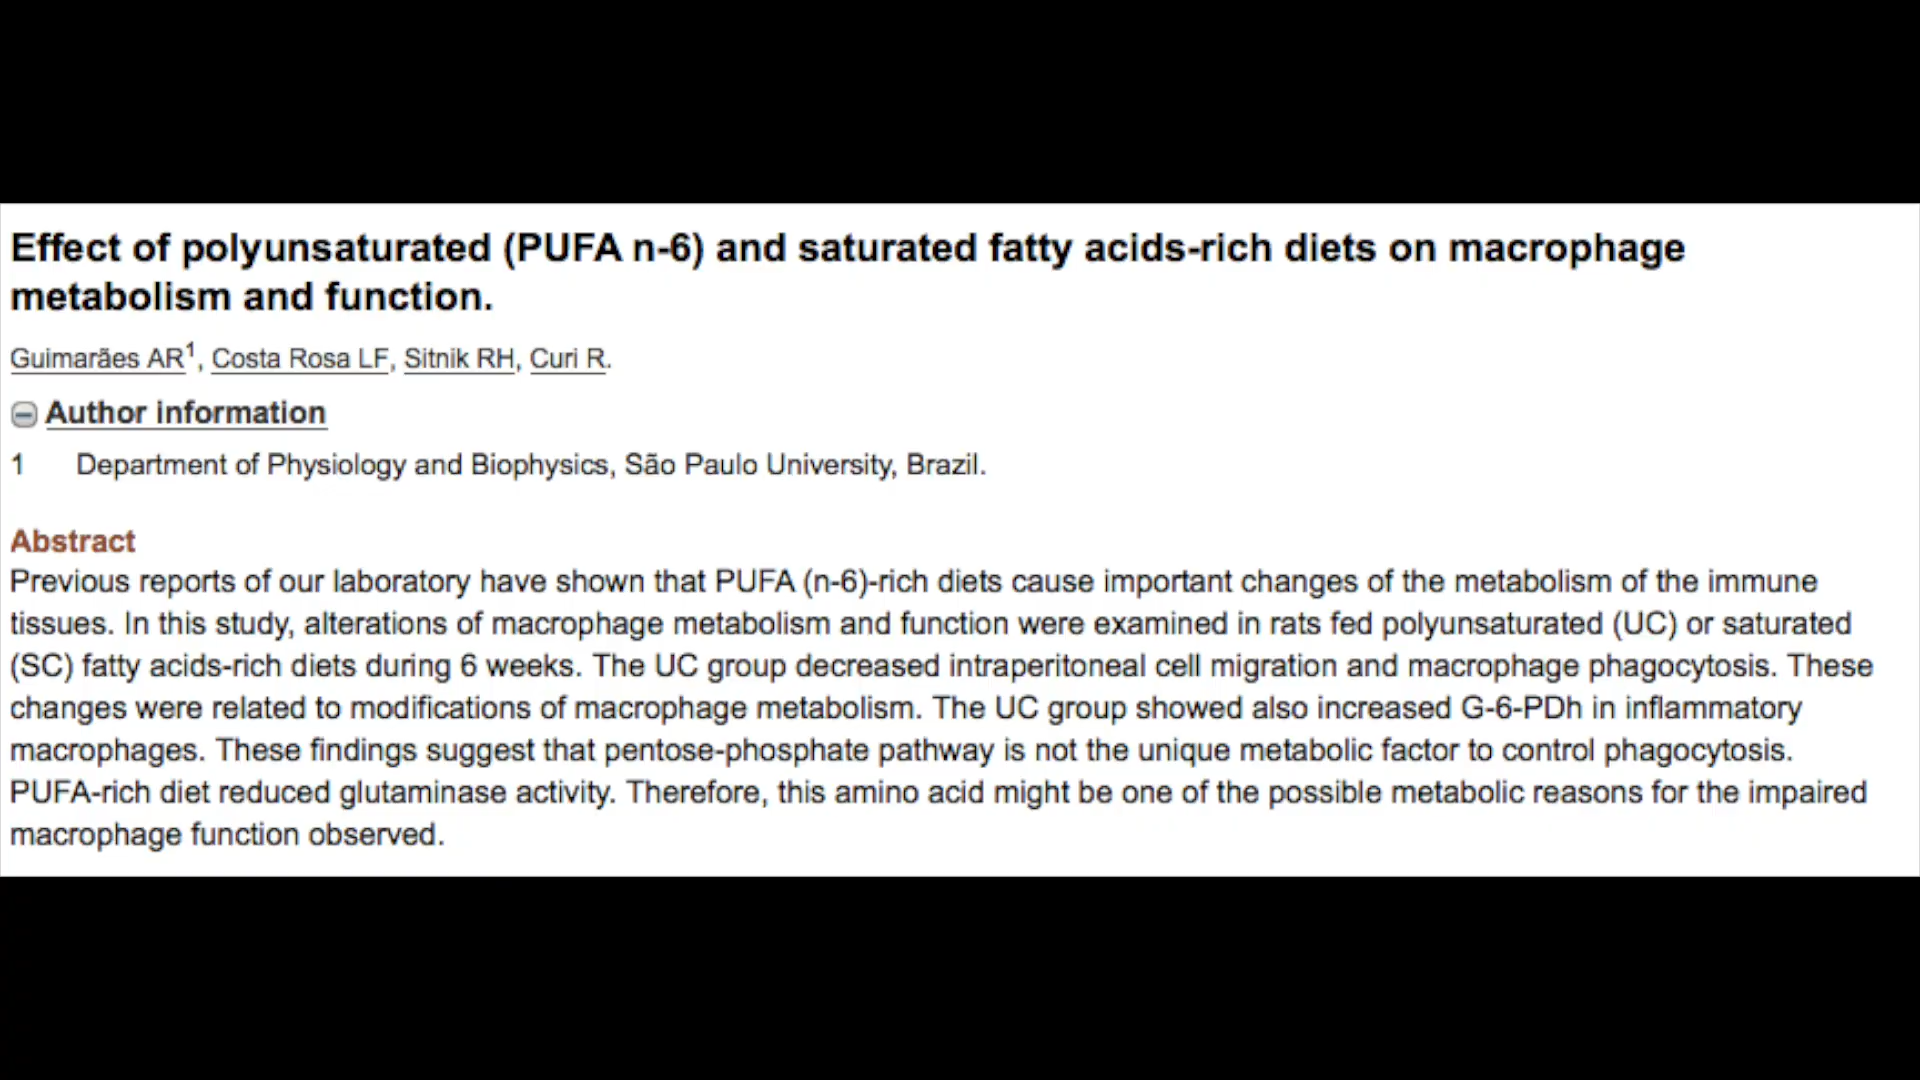 Effect of polyunsaturated (PUFA n-6) and saturated fatty acids-rich diets on macrophage
metabolism and function.
Guimarães AR1, Costa Rosa LF, Sitnik RH, Curi R.
Author information
1 Department of Physiology and Biophysics, São Paulo University, Brazil.
Abstract
Previous reports of our laboratory have shown that PUFA (n-6)-rich diets cause important changes of the metabolism of the immune
tissues. In this study, alterations of macrophage metabolism and function were examined in rats fed polyunsaturated (UC) or saturated
(SC) fatty acids-rich diets during 6 weeks. The UC group decreased intraperitoneal cell migration and macrophage phagocytosis. These
changes were related to modifications of macrophage metabolism. The UC group showed also increased G-6-PDh in inflammatory
macrophages. These findings suggest that pentose-phosphate pathway is not the unique metabolic factor to control phagocytosis.
PUFA-rich diet reduced glutaminase activity. Therefore, this amino acid might be one of the possible metabolic reasons for the impaired
macrophage function observed.